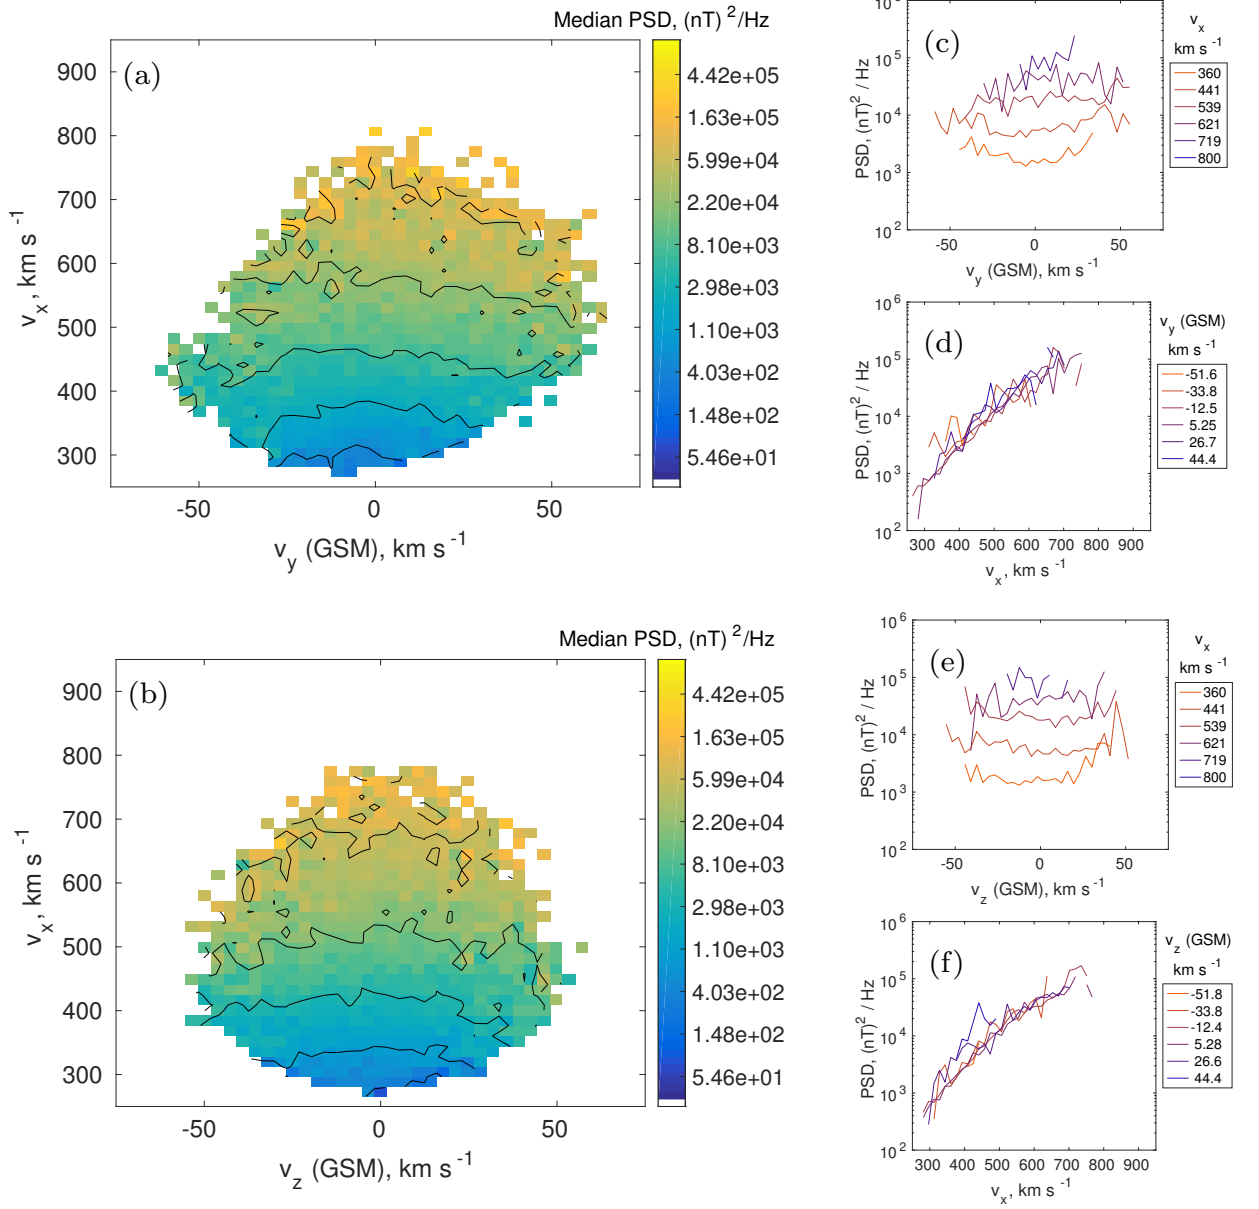 Median PSD, (nT) 2/Hz
(a)
900
800
700
600
500
400
300
v x, km s -1
-50
0
50
v y (GSM), km s -1
4.42e+05
1.63e+05
5.99e+04
2.20e+04
8.10e+03
2.98e+03
1.10e+03
4.03e+02
1.48e+02
5.46e+01
Median PSD, (nT) 2/Hz
(b)
900
800
700
600
500
400
300
v x, km s -1
-50
0
50
v z (GSM), km s -1
4.42e+05
1.63e+05
5.99e+04
2.20e+04
8.10e+03
2.98e+03
1.10e+03
4.03e+02
1.48e+02
5.46e+01
(c)
10 6
10 5
10 4
10 3
10 2
PSD, (nT) 2 / Hz
-50
0
50
v y (GSM), km s -1
v x
km s -1
360
441
539
621
719
800
(d)
10 6
10 5
10 4
10 3
10 2
PSD, (nT) 2 / Hz
300 400 500 600 700 800 900
v x, km s -1
v y (GSM)
km s -1
-51.6
-33.8
-12.5
5.25
26.7
44.4
(e)
10 6
10 5
10 4
10 3
10 2
PSD, (nT) 2 / Hz
-50
0
50
v z (GSM), km s -1
v x
km s -1
360
441
539
621
719
800
(f)
10 6
10 5
10 4
10 3
10 2
PSD, (nT) 2 / Hz
300 400 500 600 700 800 900
v x, km s -1
v z (GSM)
km s -1
-51.8
-33.8
-12.4
5.28
26.6
44.4